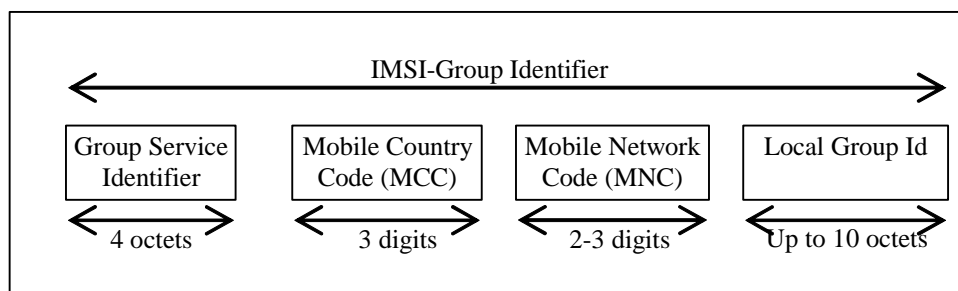 IMSI-Group Identifier
Group Service
Identifier
Mobile Country
Code (MCC)
Mobile Network
Code (MNC)
Local Group Id
4 octets
3 digits
2-3 digits
Up to 10 octets